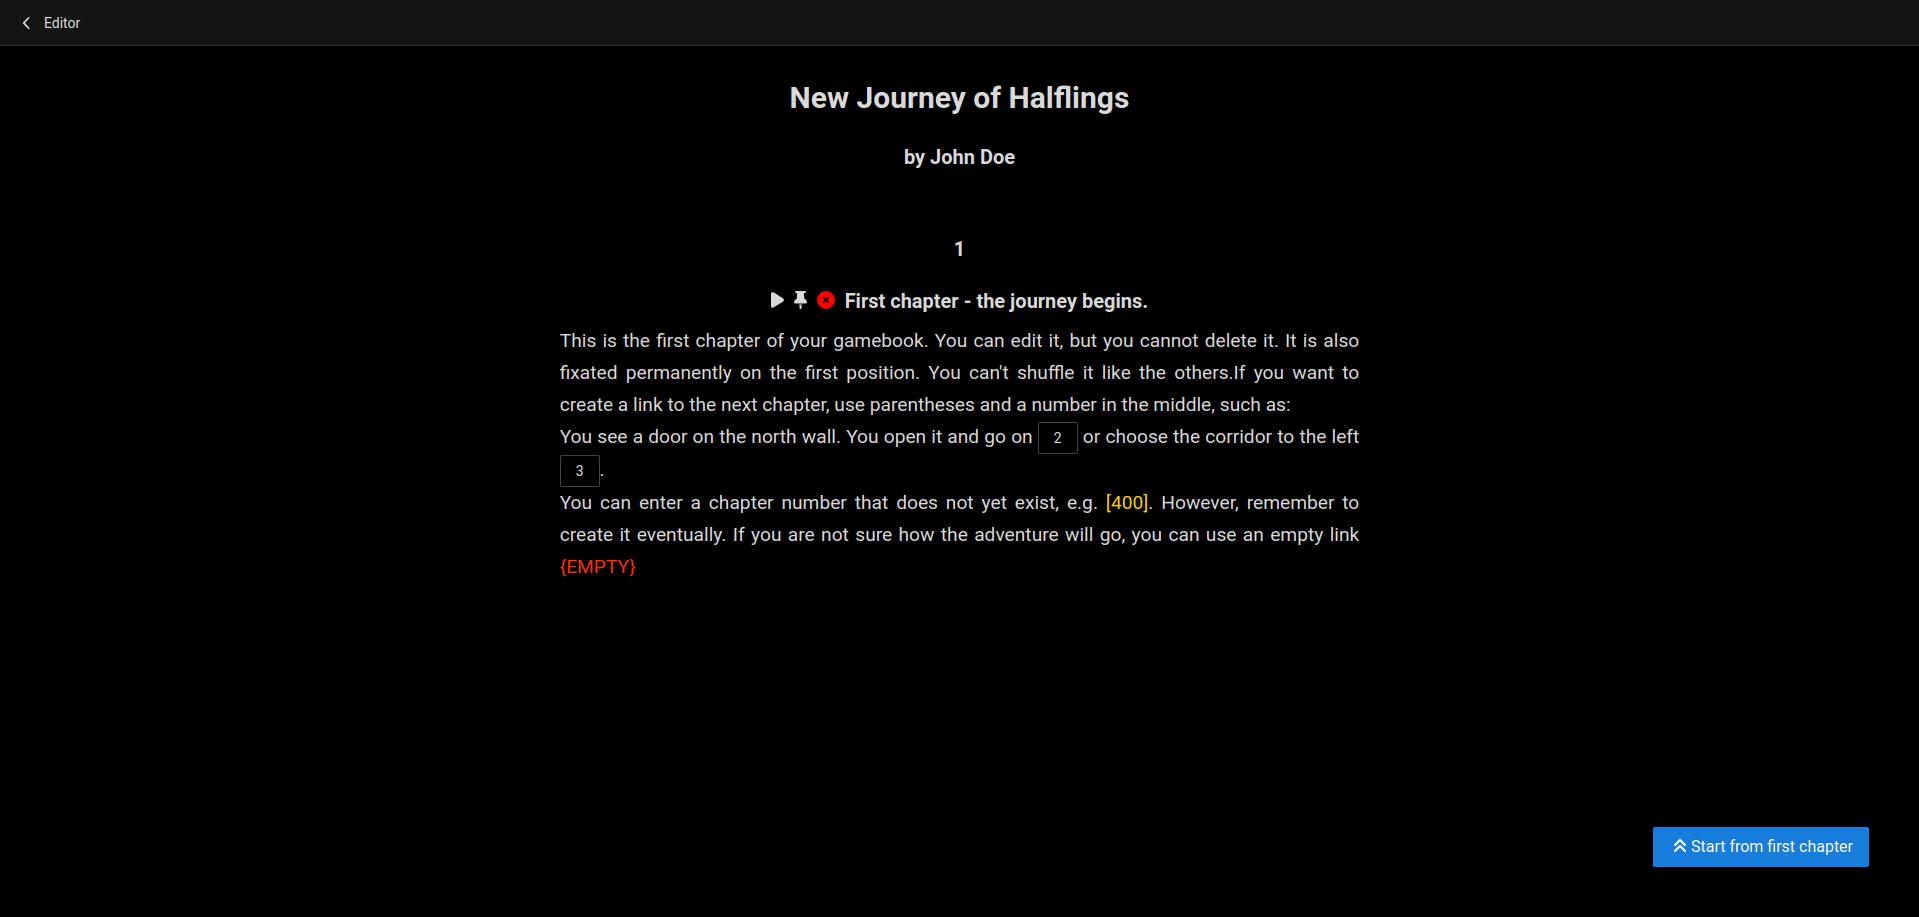 Editor
New Journey of Halflings
by John Doe
1
First chapter - the journey begins.
This is the first chapter of your gamebook. You can edit it, but you cannot delete it. It is also
fixated permanently on the first position. You can't shuffle it like the others.If you want to
create a link to the next chapter, use parentheses and a number in the middle, such as:
You see a door on the north wall. You open it and go on 2 or choose the corridor to the left
3 .
You can enter a chapter number that does not yet exist, e.g. [400]. However, remember to
create it eventually. If you are not sure how the adventure will go, you can use an empty link
{EMPTY}
Start from first chapter